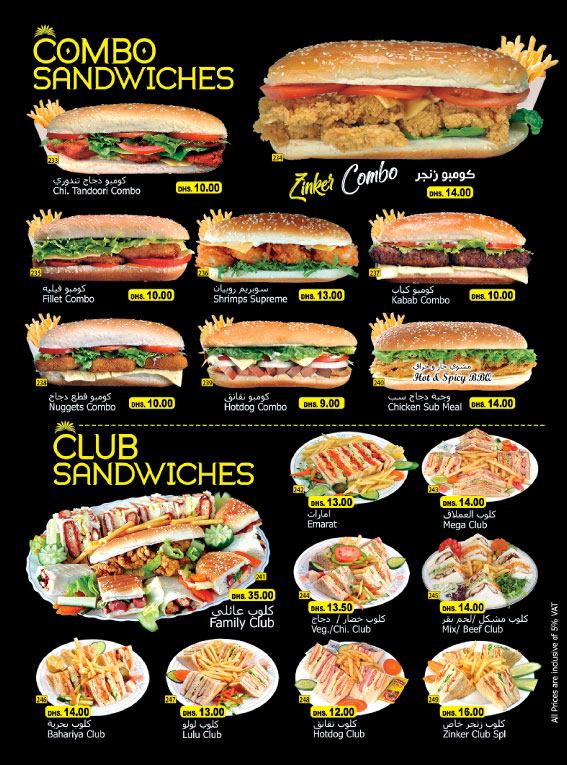 COMBO
SANDWICHES
233
كومبو دجاج تندوري
Chi. Tandoori Combo
DHS. 10.00
234
Zinker Combo
كومبو زنجر
DHS. 14.00
235
كومبو فيليه
Fillet Combo
DHS. 10.00
236
سوبريم روبيان
Shrimps Supreme
DHS. 13.00
237
كومبو كباب
Kabab Combo
DHS. 10.00
238
كومبو قطع دجاج
Nuggets Combo
DHS. 10.00
239
كومبو نقانق
Hotdog Combo
DHS. 9.00
240
مشوي حار و حراق
Hot & Spicy BBQ
وجبة دجاج سب
Chicken Sub Meal
DHS. 14.00
CLUB
SANDWICHES
241
DHS. 35.00
كلوب عائلي
Family Club
242
DHS. 13.00
امارات
Emarat
243
DHS. 14.00
كلوب العملاق
Mega Club
244
DHS. 13.50
كلوب خضار / دجاج
Veg./Chi. Club
245
DHS. 14.00
كلوب مشكل /لحم بقر
Mix/ Beef Club
246
DHS. 14.00
كلوب بحرية
Bahariya Club
247
DHS. 13.00
كلوب لولو
Lulu Club
248
DHS. 12.00
كلوب نقانق
Hotdog Club
249
DHS. 16.00
كلوب زنجر خاص
Zinker Club Spl
All Prices are inclusive of 5% VAT